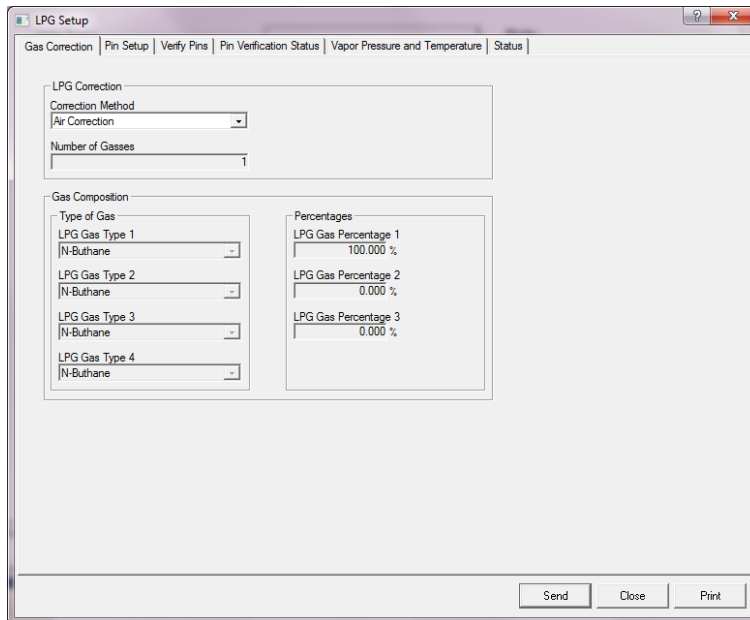 LPG Setup
Gas Correction Pin Setup Verify Pins Pin Verification Status Vapor Pressure and Temperature Status
LPG Correction
Correction Method
Air Correction
Number of Gasses
1
Gas Composition
Type of Gas
LPG Gas Type 1
N-Buthane
LPG Gas Type 2
N-Buthane
LPG Gas Type 3
N-Buthane
LPG Gas Type 4
N-Buthane
Percentages
LPG Gas Percentage 1
100.000 %
LPG Gas Percentage 2
0.000 %
LPG Gas Percentage 3
0.000 %
Send Close Print